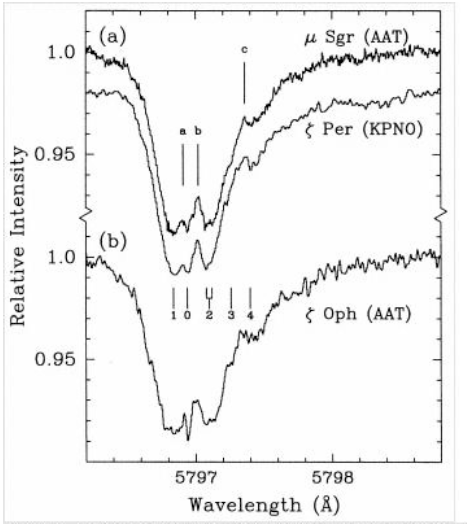 (a)
μ Sgr (AAT)
c
1.0
ζ Per (KPNO)
a b
0.95
(b)
1 0 2 3 4
1.0
ζ Oph (AAT)
0.95
Relative Intensity
5797 5798
Wavelength (Å)